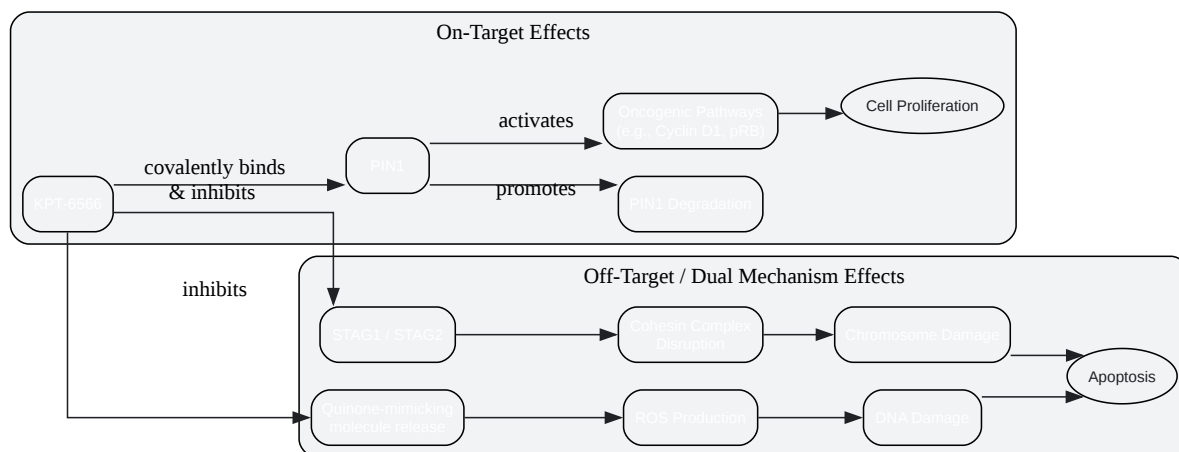 On-Target Effects
Oncogenic Pathways
(e.g., Cyclin D1, pRB)
Cell Proliferation
activates
PIN1
covalently binds
& inhibits
promotes
KPT-6566
PIN1 Degradation
Off-Target / Dual Mechanism Effects
inhibits
STAG1 / STAG2
Cohesin Complex
Disruption
Chromosome Damage
Apoptosis
Quinone-mimicking
molecule release
ROS Production
DNA Damage